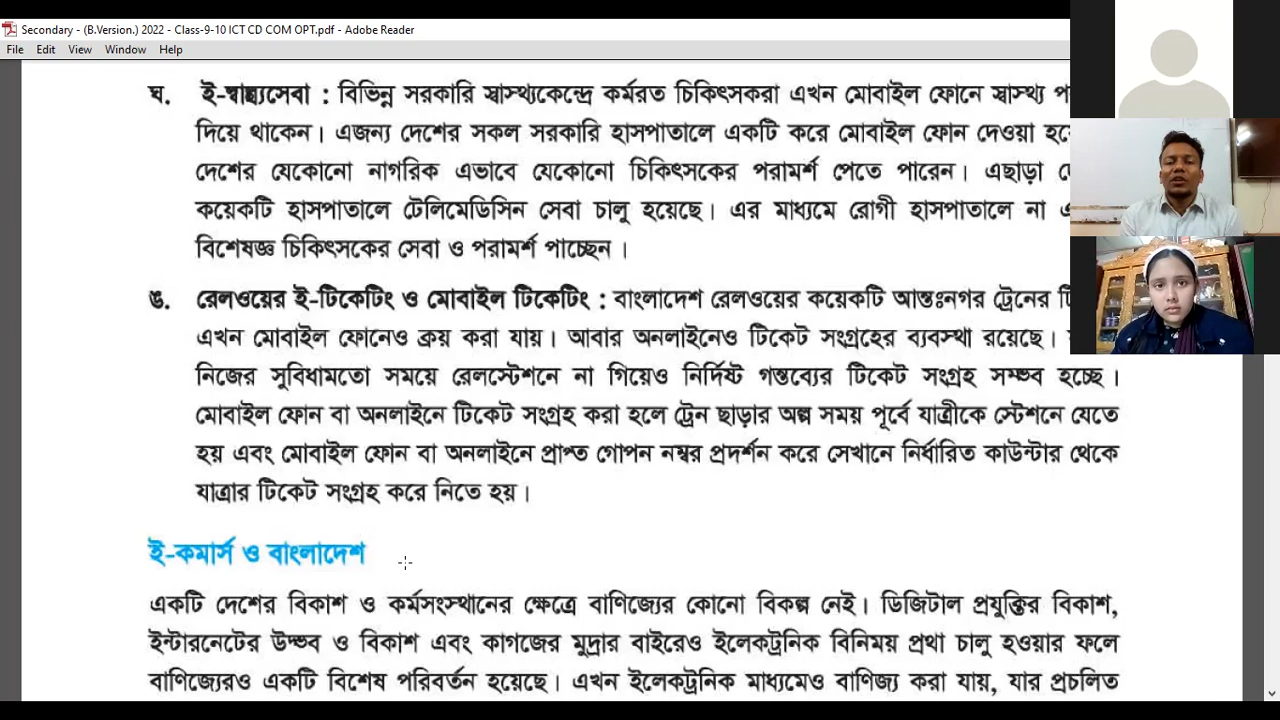 Secondary - (B.Version.) 2022 - Class-9-10 ICT CD COM OPT.pdf - Adobe Reader
File Edit View Window Help
ঘ. ই-স্বাস্থ্যসেবা : বিভিন্ন সরকারি স্বাস্থ্যকেন্দ্রে কর্মরত চিকিৎসকরা এখন মোবাইল ফোনে স্বাস্থ্য
দিয়ে থাকেন। এজন্য দেশের সকল সরকারি হাসপাতালে একটি করে মোবাইল ফোন দেওয়া
দেশের যেকোনো নাগরিক এভাবে যেকোনো চিকিৎসকের পরামর্শ পেতে পারেন। এছাড়া
কয়েকটি হাসপাতালে টেলিমেডিসিন সেবা চালু হয়েছে। এর মাধ্যমে রোগী হাসপাতালে না
বিশেষজ্ঞ চিকিৎসকের সেবা ও পরামর্শ পাচ্ছেন ।
ঙ. রেলওয়ের ই-টিকেটিং ও মোবাইল টিকেটিং : বাংলাদেশ রেলওয়ের কয়েকটি আন্তঃনগর ট্রেনের
এখন মোবাইল ফোনেও ক্রয় করা যায়। আবার অনলাইনেও টিকেট সংগ্রহের ব্যবস্থা রয়েছে।
নিজের সুবিধামতো সময়ে রেলস্টেশনে না গিয়েও নির্দিষ্ট গন্তব্যের টিকেট সংগ্রহ সম্ভব হচ্ছে।
মোবাইল ফোন বা অনলাইনে টিকেট সংগ্রহ করা হলে ট্রেন ছাড়ার অল্প সময় পূর্বে যাত্রীকে স্টেশনে যেতে
হয় এবং মোবাইল ফোন বা অনলাইনে প্রাপ্ত গোপন নম্বর প্রদর্শন করে সেখানে নির্ধারিত কাউন্টার থেকে
যাত্রার টিকেট সংগ্রহ করে নিতে হয়।
ই-কমার্স ও বাংলাদেশ
একটি দেশের বিকাশ ও কর্মসংস্থানের ক্ষেত্রে বাণিজ্যের কোনো বিকল্প নেই। ডিজিটাল প্রযুক্তির বিকাশ,
ইন্টারনেটের উদ্ভব ও বিকাশ এবং কাগজের মুদ্রার বাইরেও ইলেকট্রনিক বিনিময় প্রথা চালু হওয়ার ফলে
বাণিজ্যেরও একটি বিশেষ পরিবর্তন হয়েছে। এখন ইলেকট্রনিক মাধ্যমেও বাণিজ্য করা যায়, যার প্রচলিত